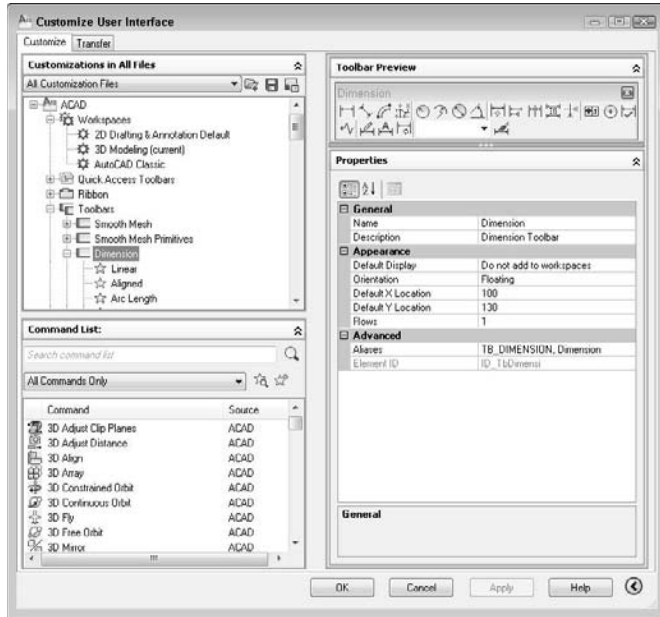 Customize User Interface
Customize Transfer
Customizations in All Files
All Customization Files
ACAD
Workspaces
2D Drafting & Annotation Default
3D Modeling (current)
AutoCAD Classic
Quick Access Toolbars
Ribbon
Toolbars
Smooth Mesh
Smooth Mesh Primitives
Dimension
Linear
Aligned
Arc Length
Command List:
Search command list
All Commands Only
Command Source
3D Adjust Clip Planes ACAD
3D Adjust Distance ACAD
3D Align ACAD
3D Array ACAD
3D Constrained Orbit ACAD
3D Continuous Orbit ACAD
3D Fly ACAD
3D Free Orbit ACAD
3D Mirror ACAD
Toolbar Preview
Dimension
Properties
General
Name Dimension
Description Dimension Toolbar
Appearance
Default Display Do not add to workspaces
Orientation Floating
Default X Location 100
Default Y Location 130
Rows 1
Advanced
Aliases TB_DIMENSION, Dimension
Element ID ID_TbDimensi
General
OK Cancel Apply Help